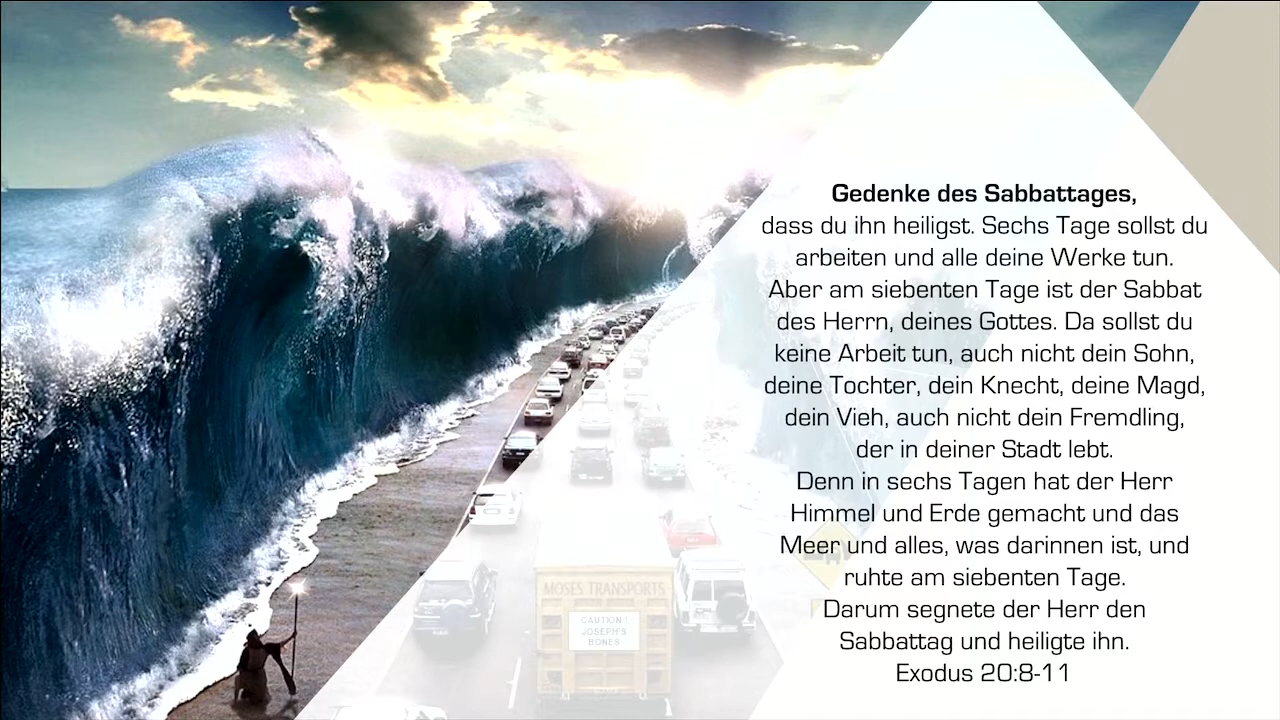 Gedenke des Sabbattages,
dass du ihn heiligst. Sechs Tage sollst du
arbeiten und alle deine Werke tun.
Aber am siebenten Tage ist der Sabbat
des Herrn, deines Gottes. Da sollst du
keine Arbeit tun, auch nicht dein Sohn,
deine Tochter, dein Knecht, deine Magd,
dein Vieh, auch nicht dein Fremdling,
der in deiner Stadt lebt.
Denn in sechs Tagen hat der Herr
Himmel und Erde gemacht und das
Meer und alles, was darinnen ist, und
ruhte am siebenten Tage.
Darum segnete der Herr den
Sabbattag und heiligte ihn.
Exodus 20:8-11
MOSES TRANSPORTS
CAUTION!
JOSEPH'S
BONES